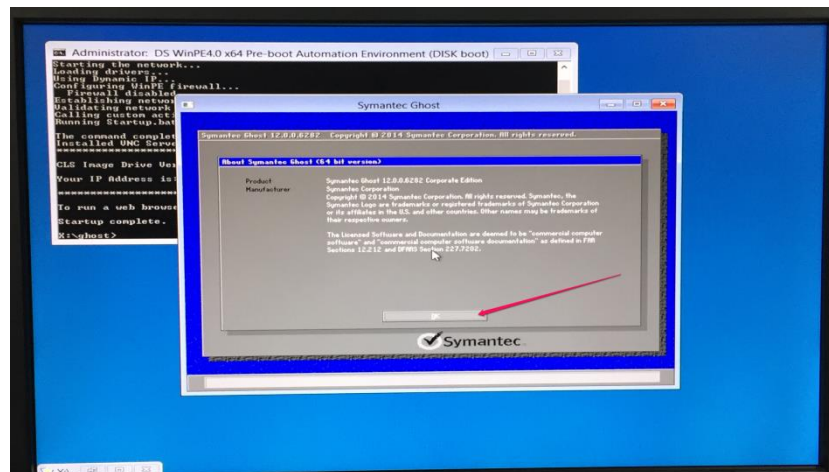 Administrator: DS WinPE4.0 x64 Pre-boot Automation Environment (DISK boot)
Starting the network...
Loading drivers...
Using Dynamic IP...
Configuring WinPE firewall...
Firewall disabled
Establishing networ
Validating network
Calling custom act
Running Startup.bat
The command complet
Installed VNC Serve
CLS Image Drive Ver
Your IP Address is:
To run a web browse
Startup complete.
X:\ghost>
Symantec Ghost
Symantec Ghost 12.0.0.6282 Copyright (C) 2014 Symantec Corporation. All rights reserved.
About Symantec Ghost (64 bit version)
Product Symantec Ghost 12.0.0.6282 Corporate Edition
Manufacturer Symantec Corporation
Copyright (C) 2014 Symantec Corporation, All rights reserved. Symantec, the
Symantec Logo are trademarks or registered trademarks of Symantec Corporation
or its affiliates in the U.S. and other countries. Other names may be trademarks of
their respective owners.
The Licensed Software and Documentation are deemed to be "commercial computer
software" and "commercial computer software documentation" as defined in FAR
Sections 12.212 and DFARS Section 227.7202.
OK
Symantec